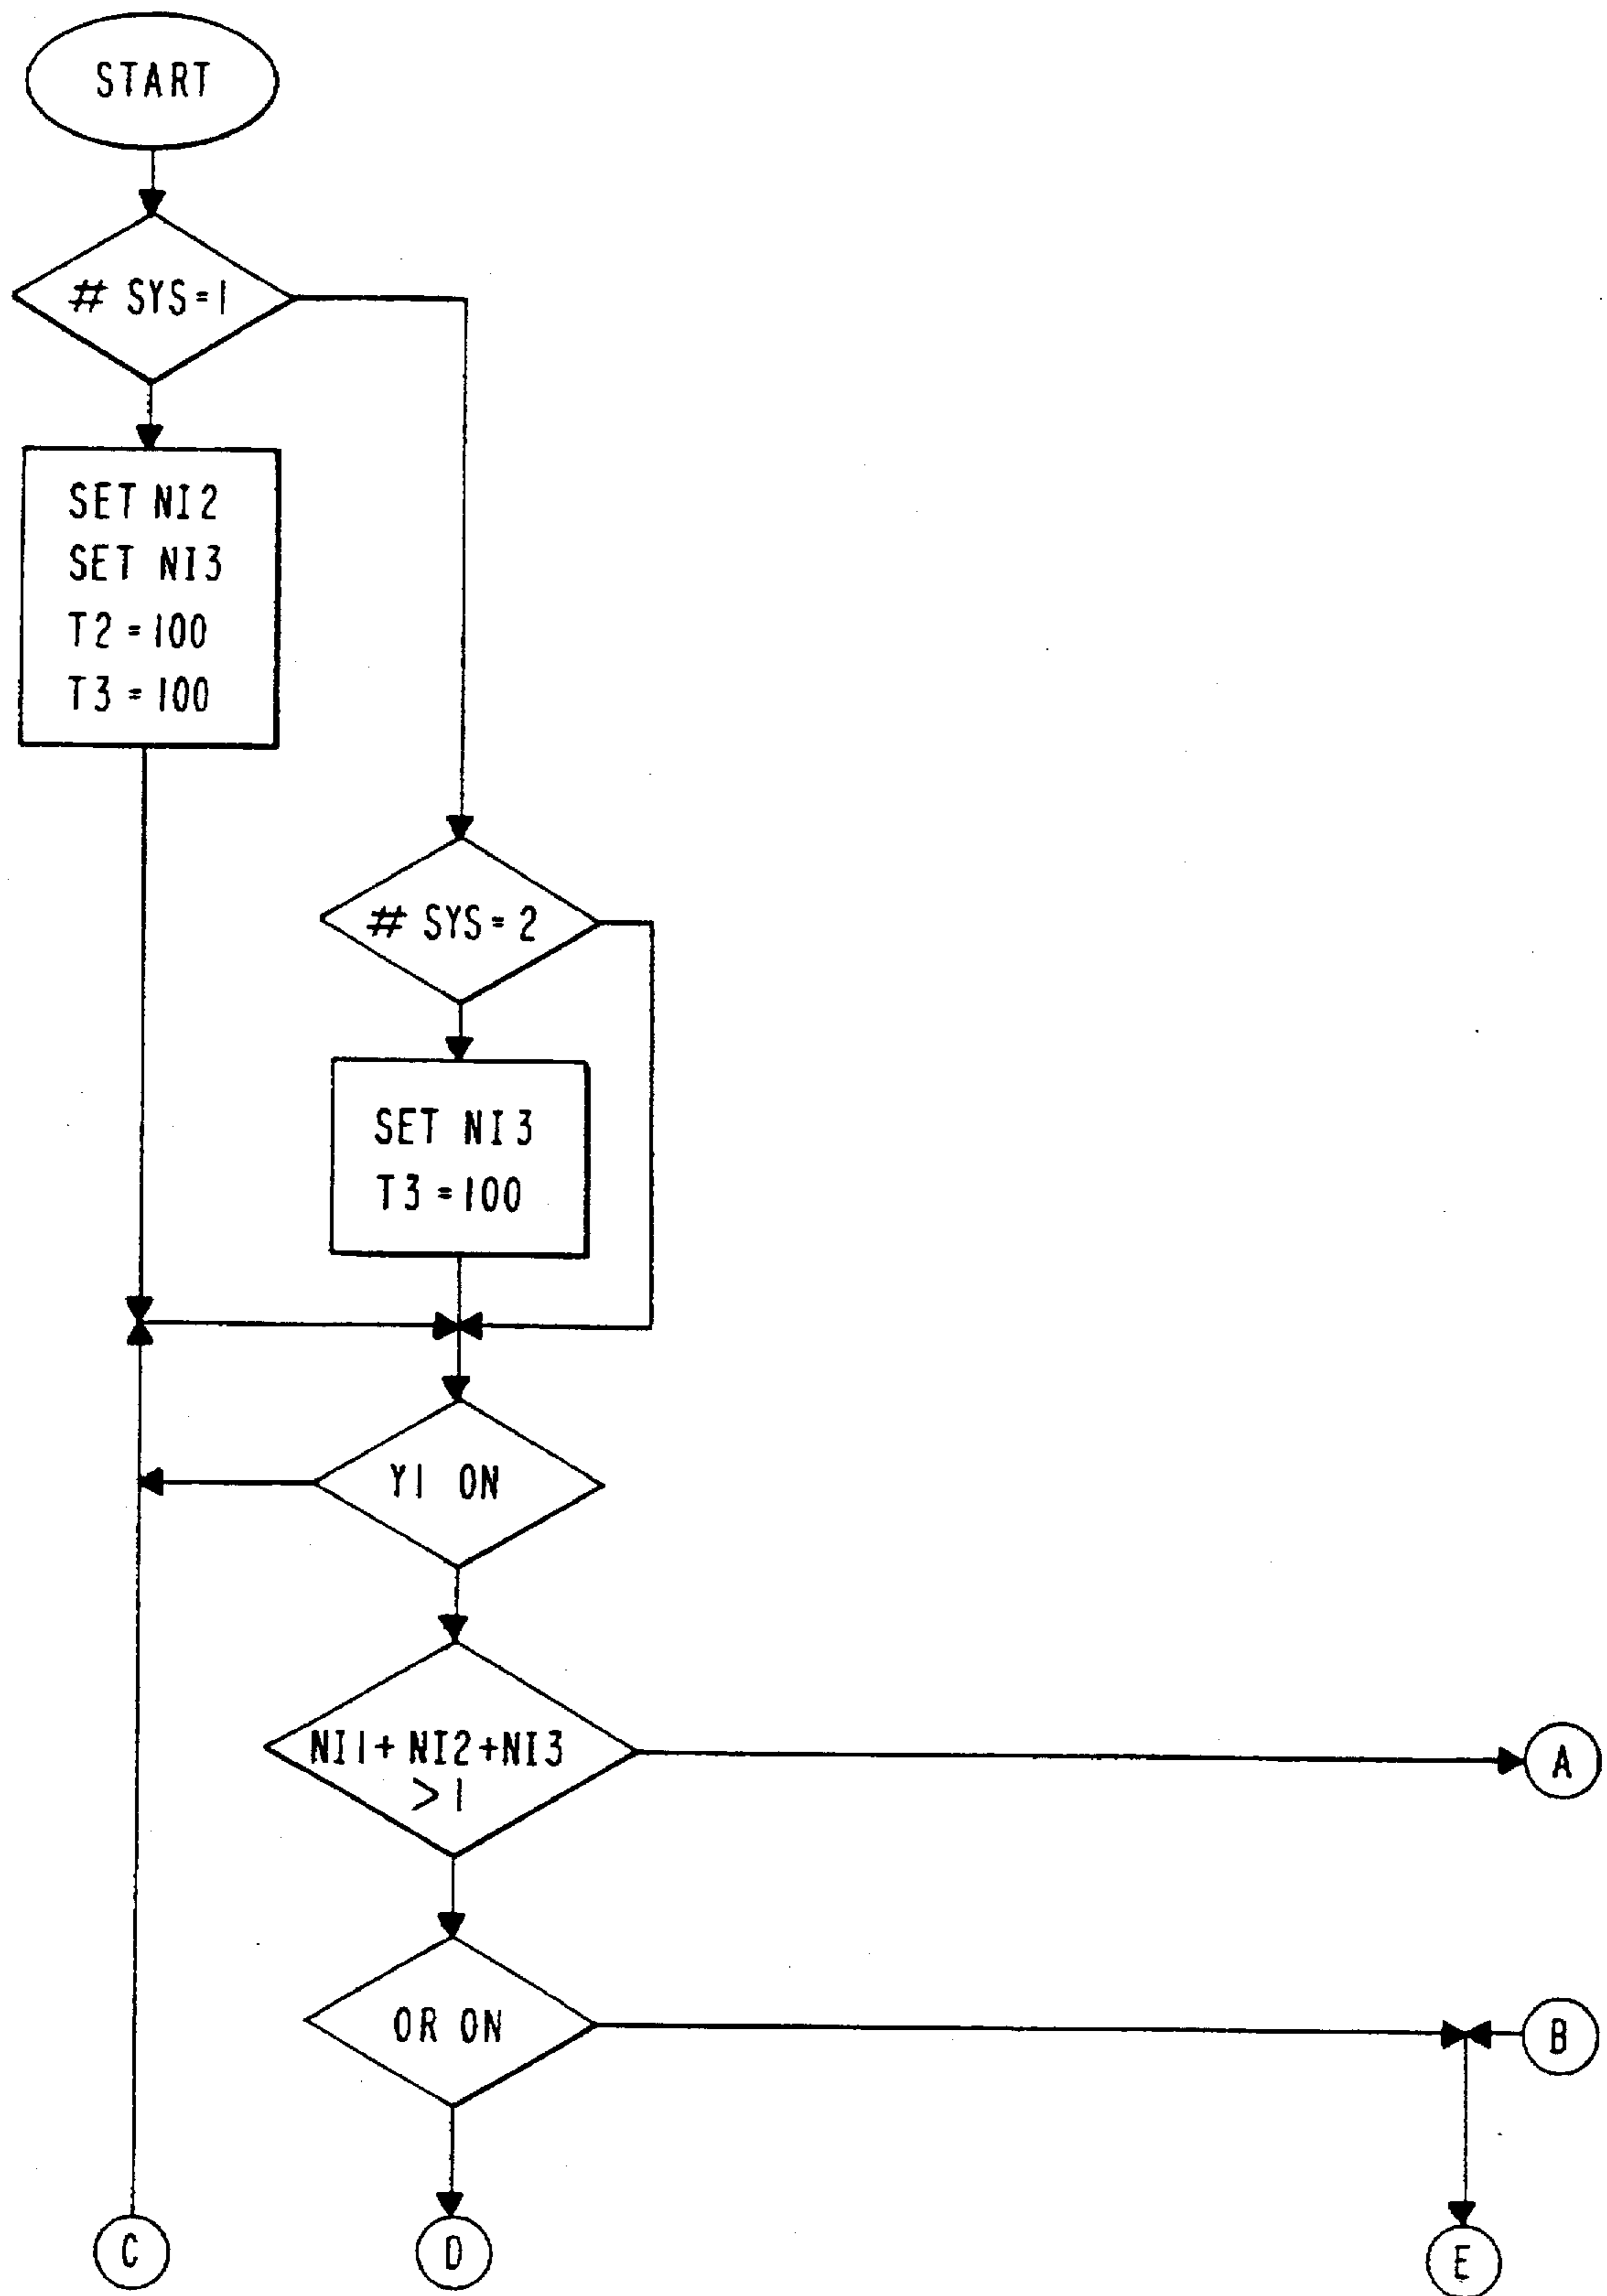 START
# SYS=1
SET NI2
SET NI3
T2=100
T3=100
# SYS=2
SET NI3
T3=100
Y1 ON
NI1+NI2+NI3
>1
A
OR ON
B
C
D
E